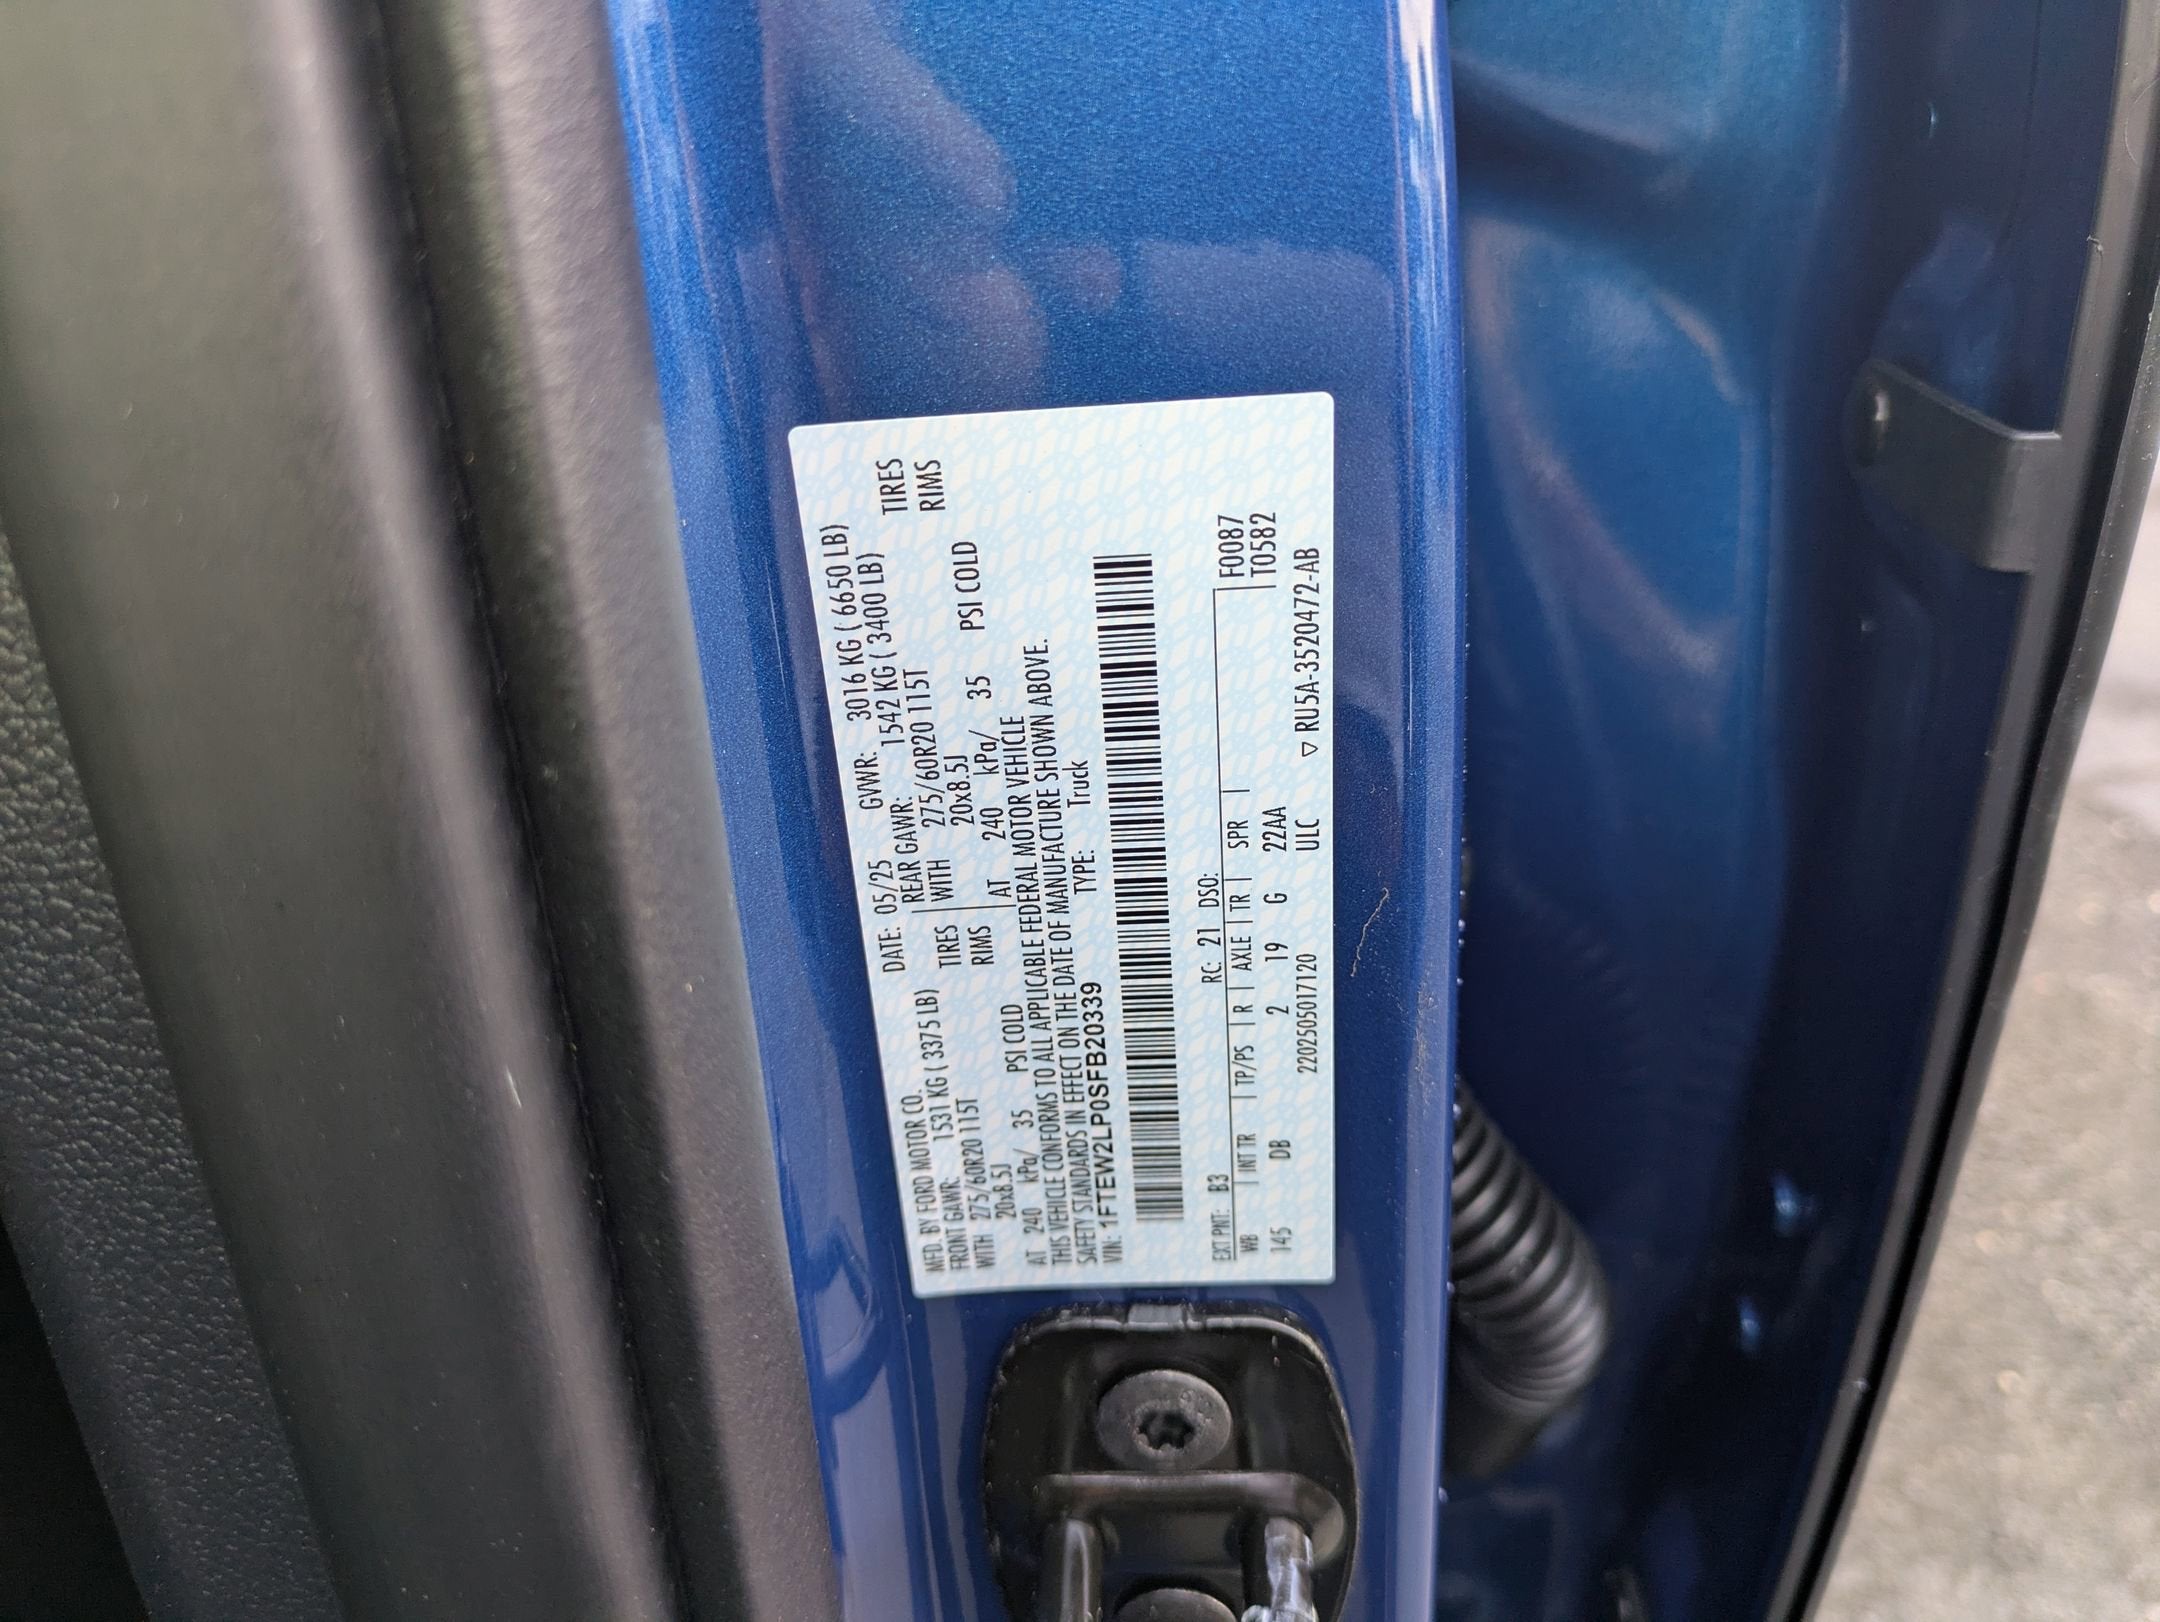 MFD. BY FORD MOTOR CO. DATE: 05/25 GVWR: 3016 KG ( 6650 LB)
FRONT GAWR: 1531 KG ( 3375 LB) REAR GAWR: 1542 KG ( 3400 LB)
WITH 275/60R20 115T TIRES WITH 275/60R20 115T TIRES
20x8.5J RIMS 20x8.5J RIMS
AT 240 kPa/ 35 PSI COLD AT 240 kPa/ 35 PSI COLD
THIS VEHICLE CONFORMS TO ALL APPLICABLE FEDERAL MOTOR VEHICLE
SAFETY STANDARDS IN EFFECT ON THE DATE OF MANUFACTURE SHOWN ABOVE.
VIN: 1FTEW2LP0SFB20339 TYPE: Truck
EXT PNT: B3 RC: 21 DSO: F0087
WB INT TR TP/PS R AXLE TR SPR T0582
145 DB 2 19 G 22AA
220250501712​0 ULC ▽ RU5A-3520472-AB